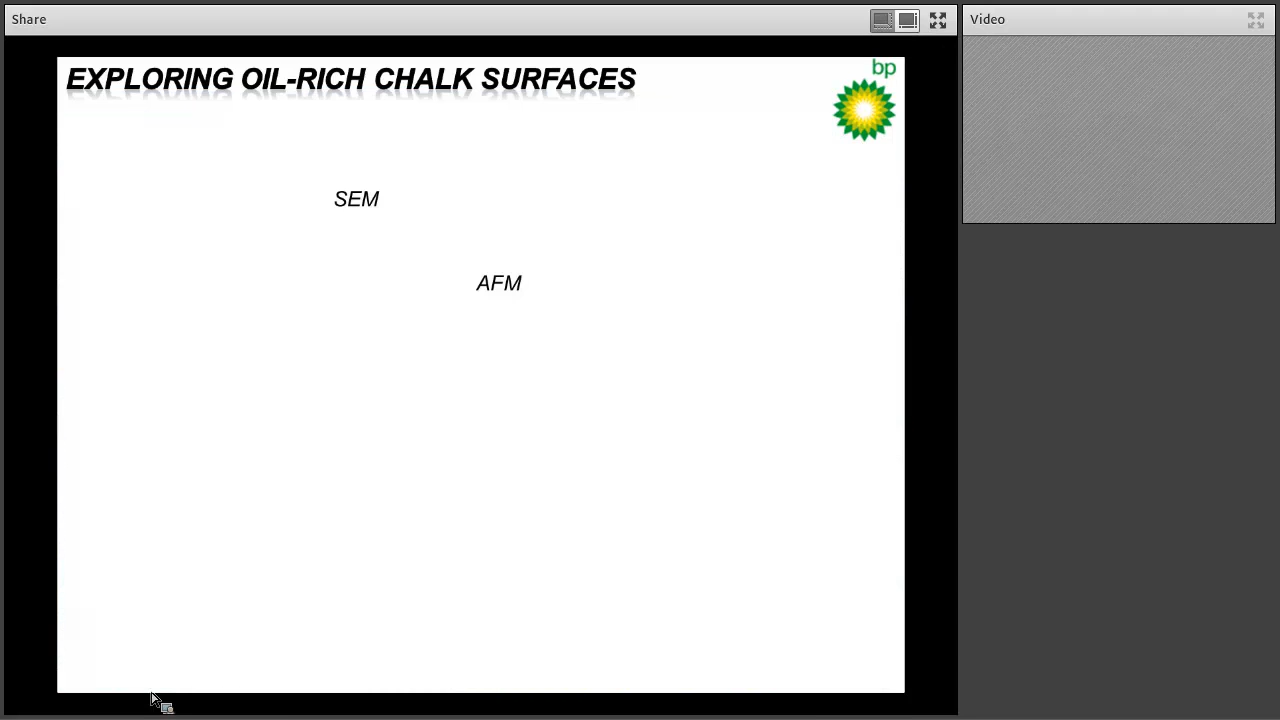 Share
Video
EXPLORING OIL-RICH CHALK SURFACES
bp
SEM
AFM